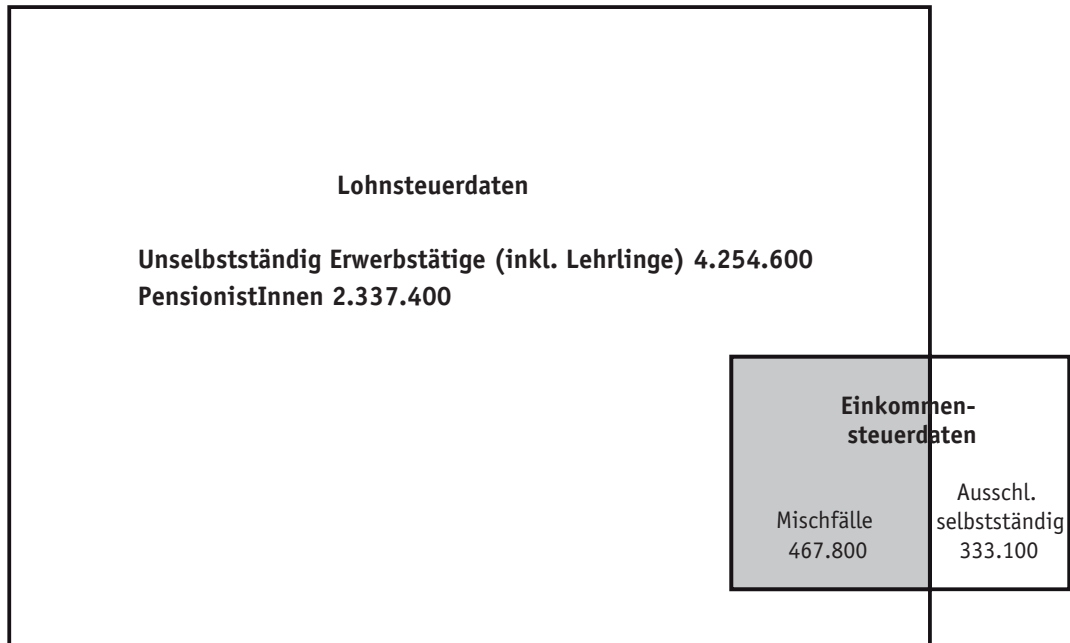 Lohnsteuerdaten
Unselbstständig Erwerbstätige (inkl. Lehrlinge) 4.254.600
PensionistInnen 2.337.400
Einkommen-
steuerdaten
Mischfälle
467.800
Ausschl.
selbstständig
333.100